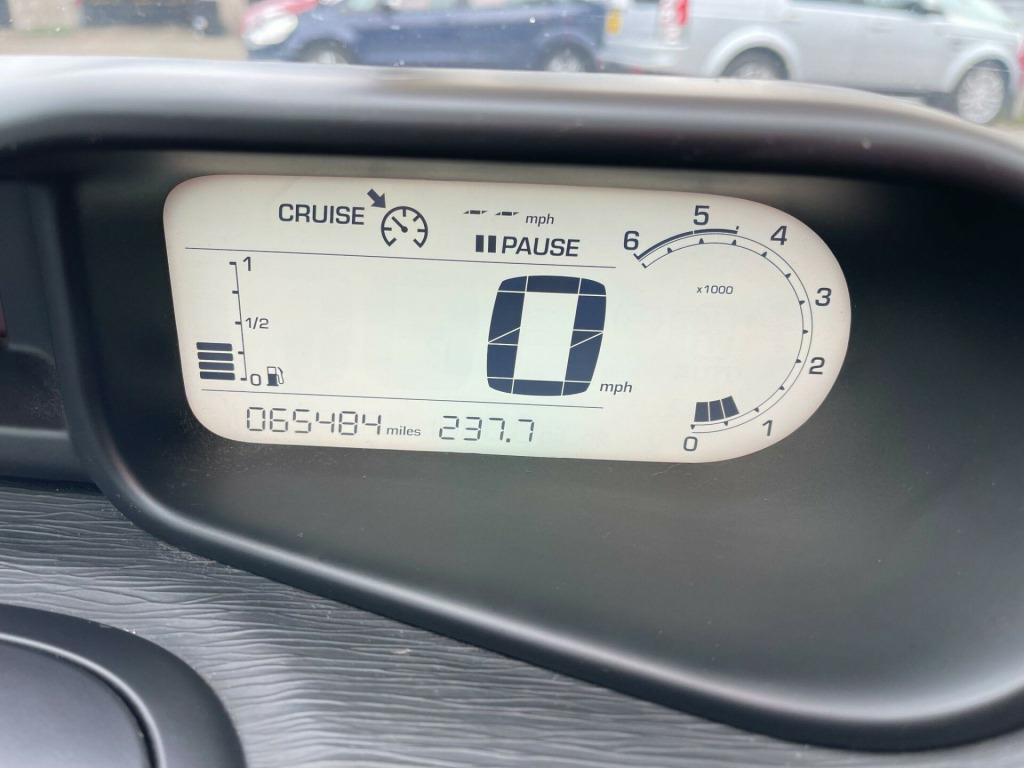 CRUISE -- -- mph
PAUSE
1
1/2
0
0 mph
065484 miles 237.7
6 5 4
x1000
3
2
1
0